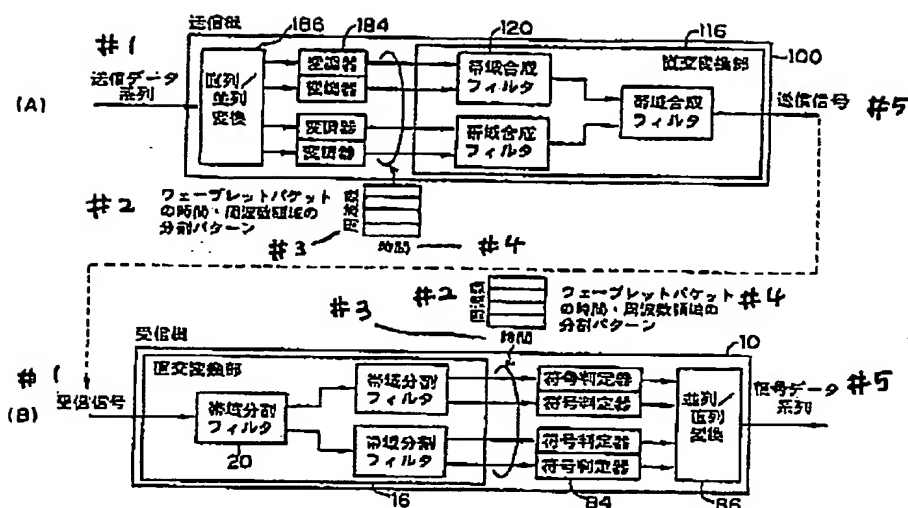 送信機
186
184
120
116
100
#1
送信データ
系列
(A)
直列/
並列
変換
変調器
変調器
変調器
変調器
帯域合成
フィルタ
帯域合成
フィルタ
直交変換部
帯域合成
フィルタ
送信信号
#5
#2
ウェーブレットパケット
の時間・周波数領域の
分割パターン
周波数
時間
#3
#4
#3
#2
周波数
時間
ウェーブレットパケット
の時間・周波数領域の
分割パターン
#4
受信機
10
#1
(B)
受信信号
直交変換部
帯域分割
フィルタ
20
帯域分割
フィルタ
帯域分割
フィルタ
16
符号判定器
符号判定器
符号判定器
符号判定器
84
並列/
直列
変換
86
信号データ
系列
#5